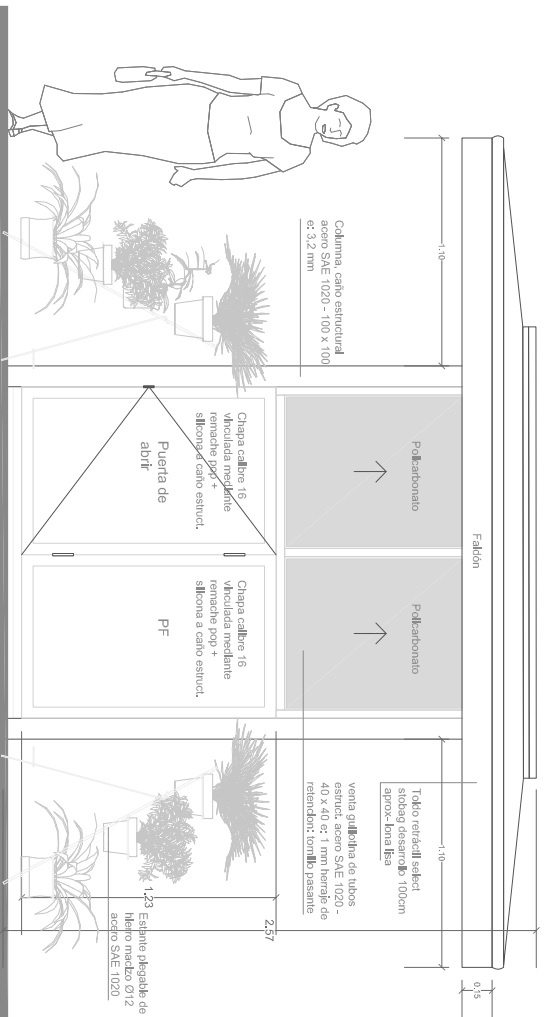 1.10
Columna, caño estructural
acero SAE 1020 - 100 x 100
e: 3,2 mm
Policarbonato
Faldón
Policarbonato
Chapa calibre 16
vinculada mediante
remache pop +
silicona a caño estruct.
Puerta de
abrir
Chapa calibre 16
vinculada mediante
remache pop +
silicona a caño estruct.
PF
Toldo retráctil select
stobag desarrollo 100cm
aprox- lona lisa
1.10
venta guillotina de tubos
estruct. acero SAE 1020 -
40 x 40 e: 1 mm herraje de
retencion: tornillo pasante
0.15
2.57
1.23
Estante plegable de
hierro macizo Ø12
acero SAE 1020